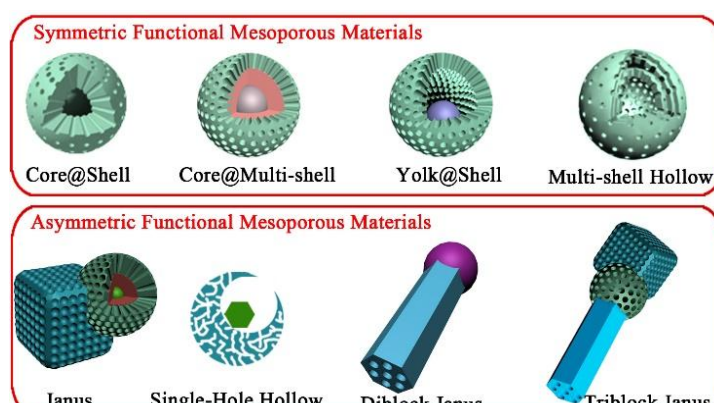 Symmetric Functional Mesoporous Materials
Core@Shell Core@Multi-shell Yolk@Shell Multi-shell Hollow
Asymmetric Functional Mesoporous Materials
Janus Single-Hole Hollow Diblock Janus Triblock Janus